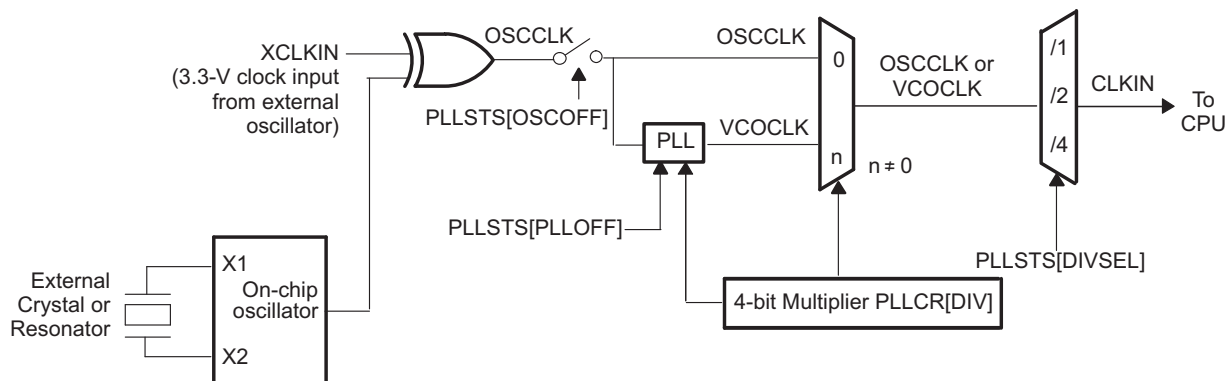 XCLKIN
(3.3-V clock input
from external
oscillator)
OSCCLK
PLLSTS[OSCOFF]
OSCCLK
0
OSCCLK or
VCOCLK
/1
/2
/4
CLKIN
To
CPU
PLL
VCOCLK
n
n ≠ 0
PLLSTS[PLLOFF]
PLLSTS[DIVSEL]
4-bit Multiplier PLLCR[DIV]
External
Crystal or
Resonator
X1
On-chip
oscillator
X2